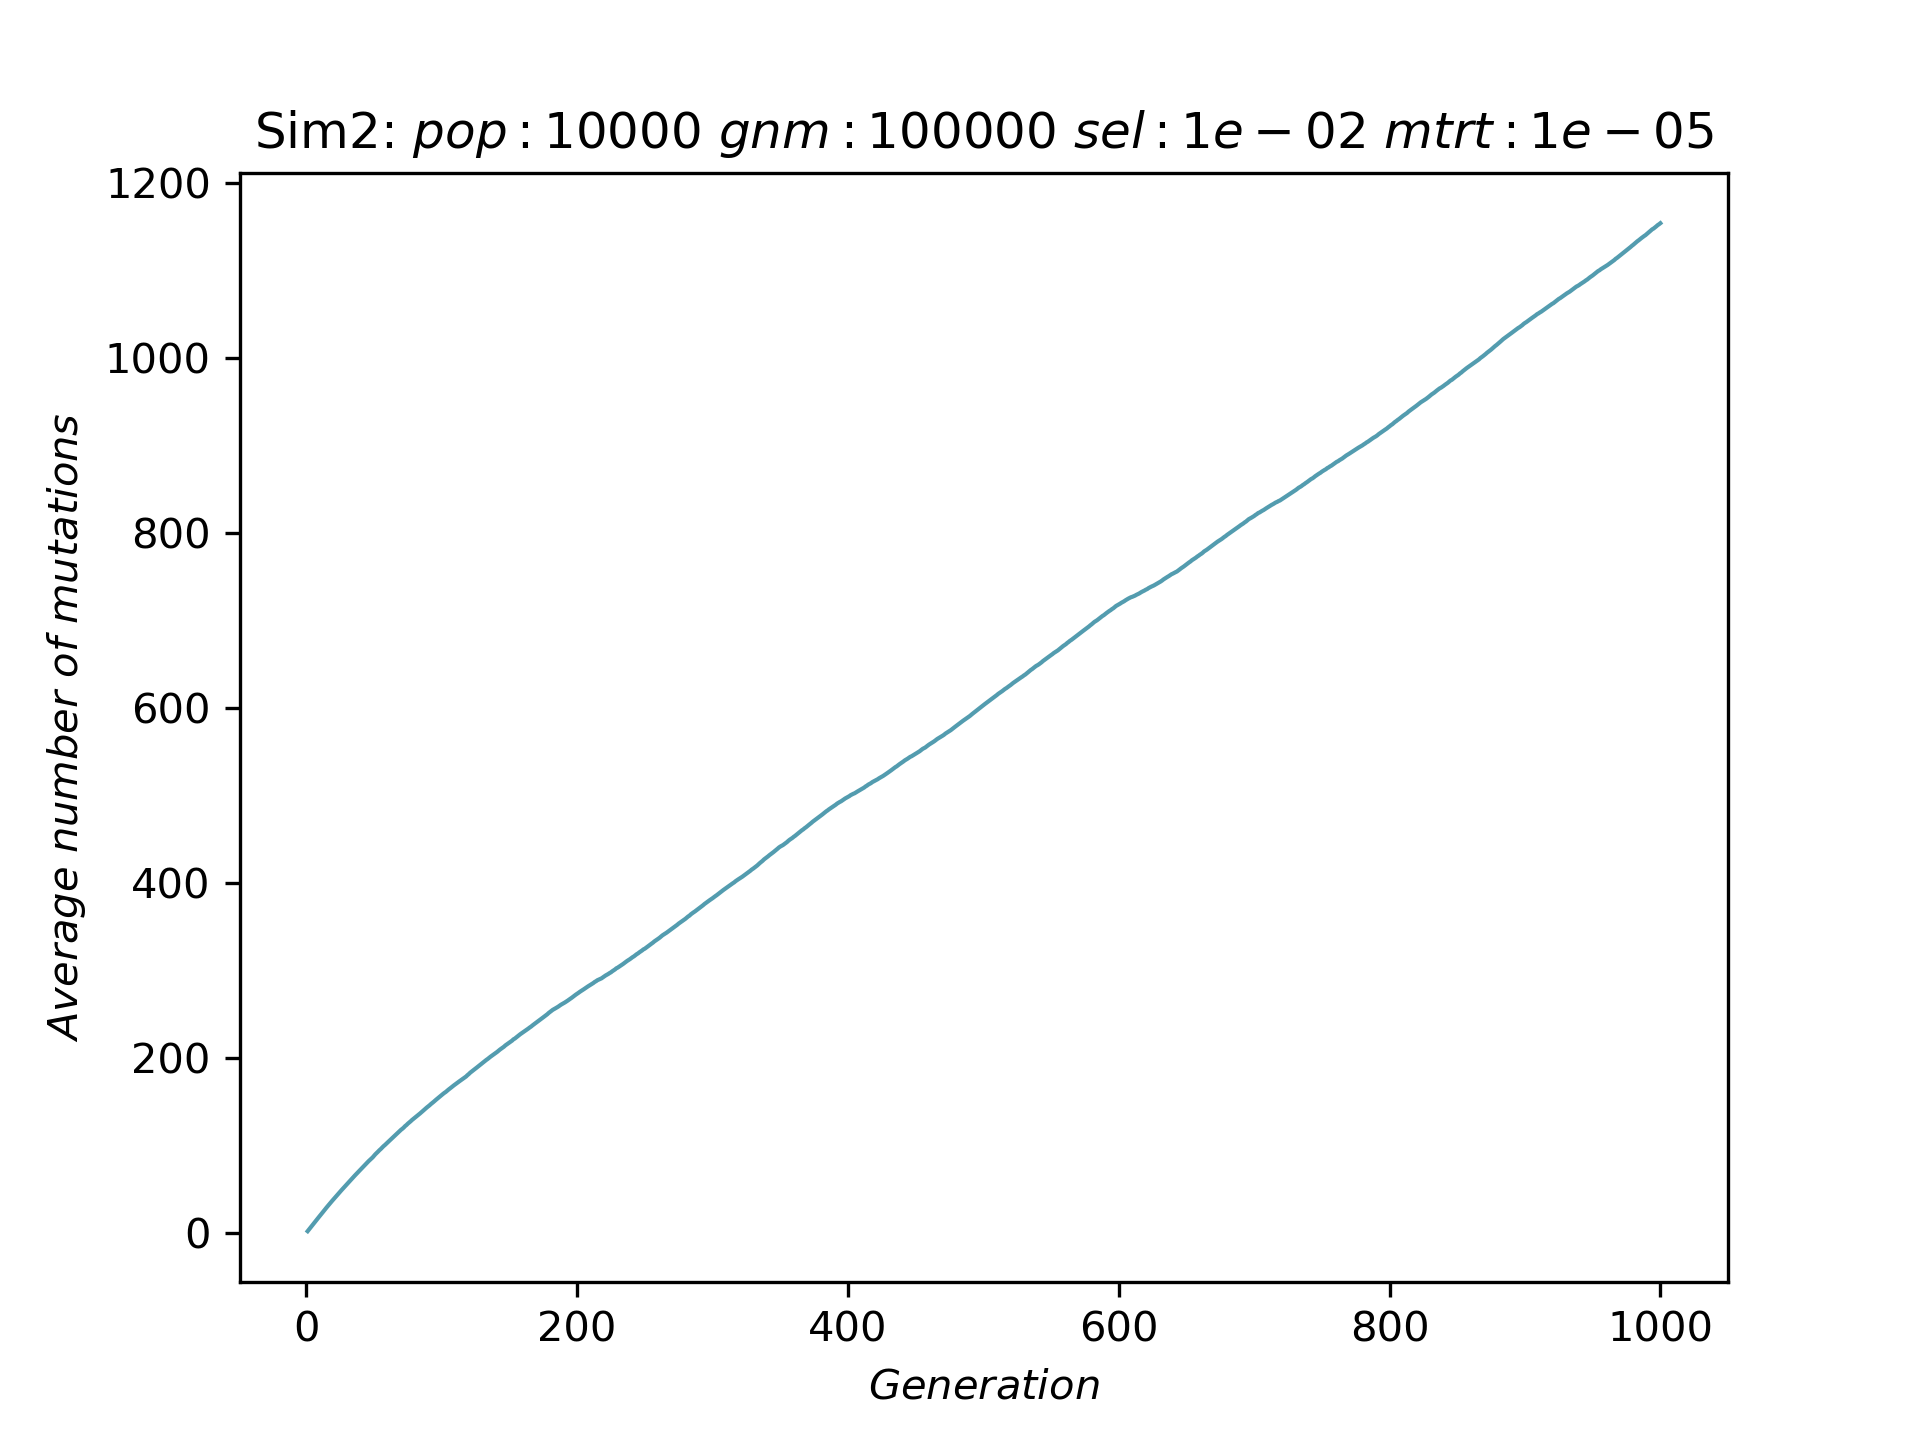 Sim2: pop : 10000 gnm : 100000 sel : 1e − 02 mtrt : 1e − 05
1200
1000
800
600
400
200
0
Average number of mutations
0 200 400 600 800 1000
Generation